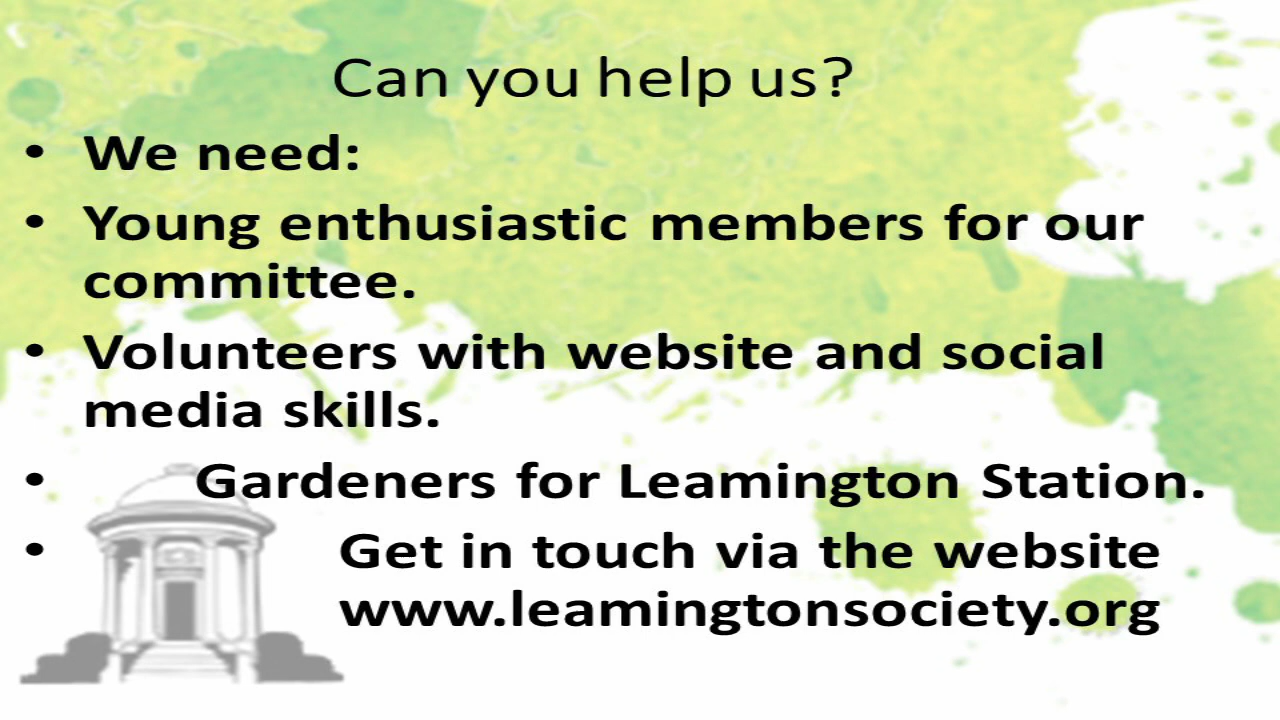 Can you help us?
• We need:
• Young enthusiastic members for our
committee.
• Volunteers with website and social
media skills.
• Gardeners for Leamington Station.
• Get in touch via the website
www.leamingtonsociety.org